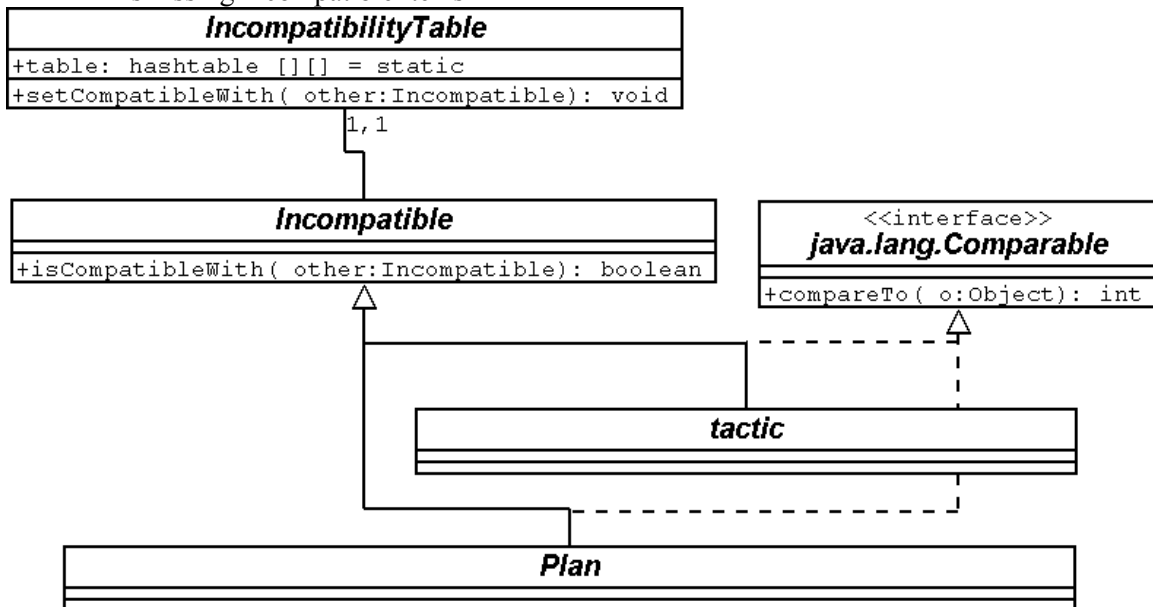 IncompatibilityTable
+table: hashtable [][] = static
+setCompatibleWith( other:Incompatible): void
1,1
Incompatible
+isCompatibleWith( other:Incompatible): boolean
<<interface>>
java.lang.Comparable
+compareTo( o:Object): int
tactic
Plan